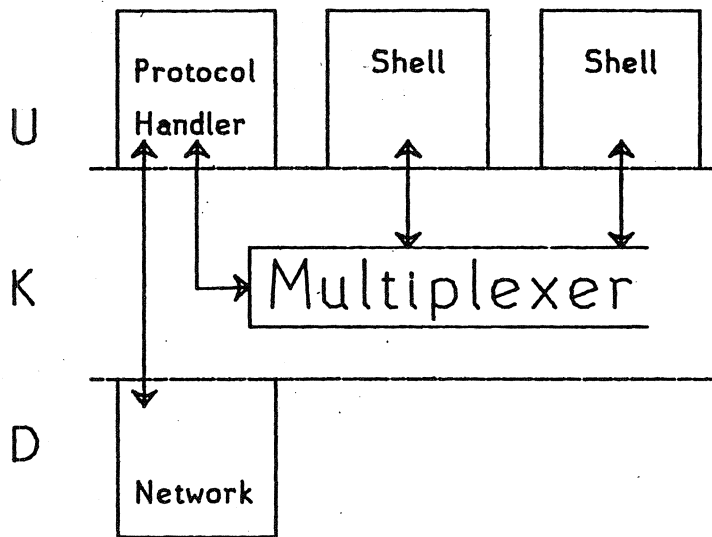 Protocol
Handler
Shell
Shell
U
K
Multiplexer
D
Network